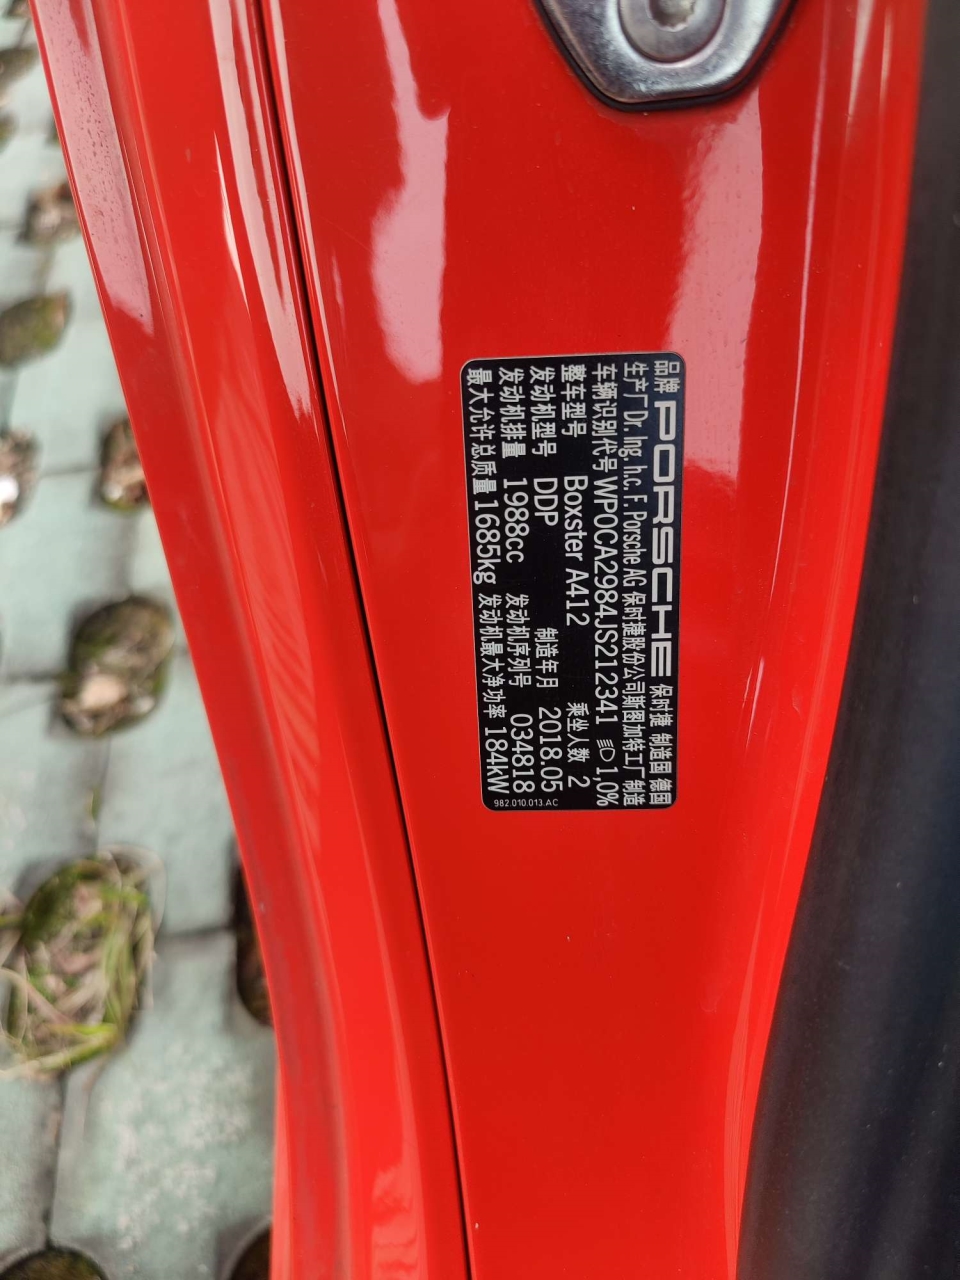 品牌 PORSCHE 保时捷 制造国 德国
生产厂 Dr. Ing. h.c. F. Porsche AG 保时捷股份公司斯图加特工厂 制造
车辆识别代号 WP0CA2984JS212341 1,0%
整车型号 Boxster A412 乘坐人数 2
发动机型号 DDP 制造年月 2018.05
发动机排量 1988cc 发动机序列号 034818
最大允许总质量 1685kg 发动机最大净功率 184kW
982.010.013.AC